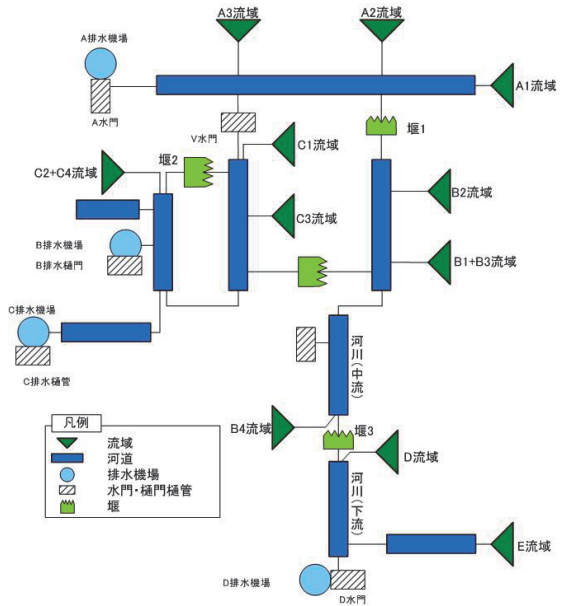 A3流域
A2流域
A排水機場
A1流域
A水門
V水門
堰1
堰2
C1流域
C2+C4流域
B2流域
C3流域
B排水機場
B排水樋門
B1+B3流域
C排水機場
C排水樋管
河川(中流)
B4流域
堰3
D流域
河川(下流)
E流域
D排水機場
D水門
凡例
流域
河道
排水機場
水門・樋門樋管
堰